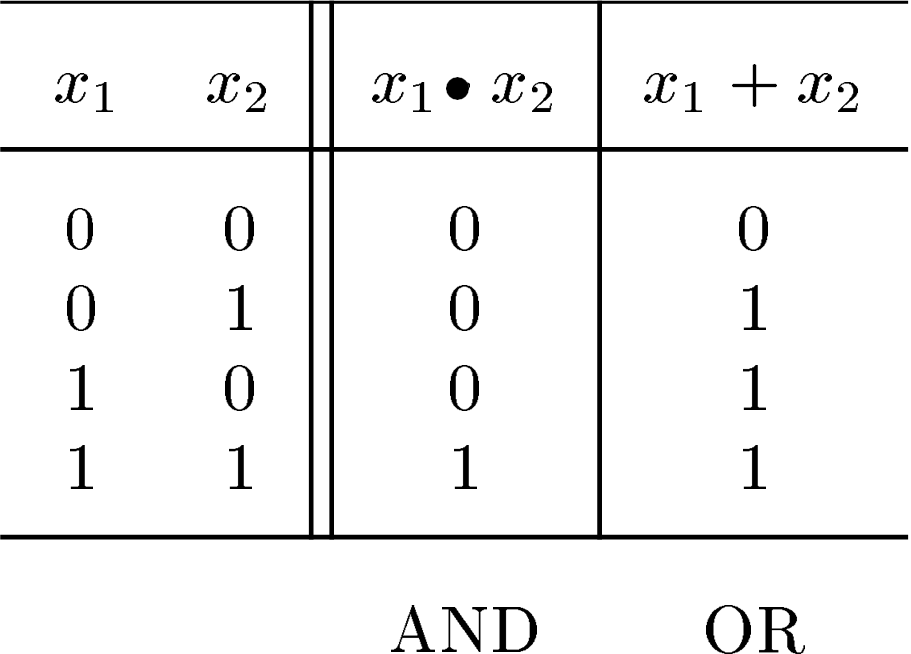 x₁ x₂ x₁ • x₂ x₁ + x₂
0 0 0 0
0 1 0 1
1 0 0 1
1 1 1 1
AND OR